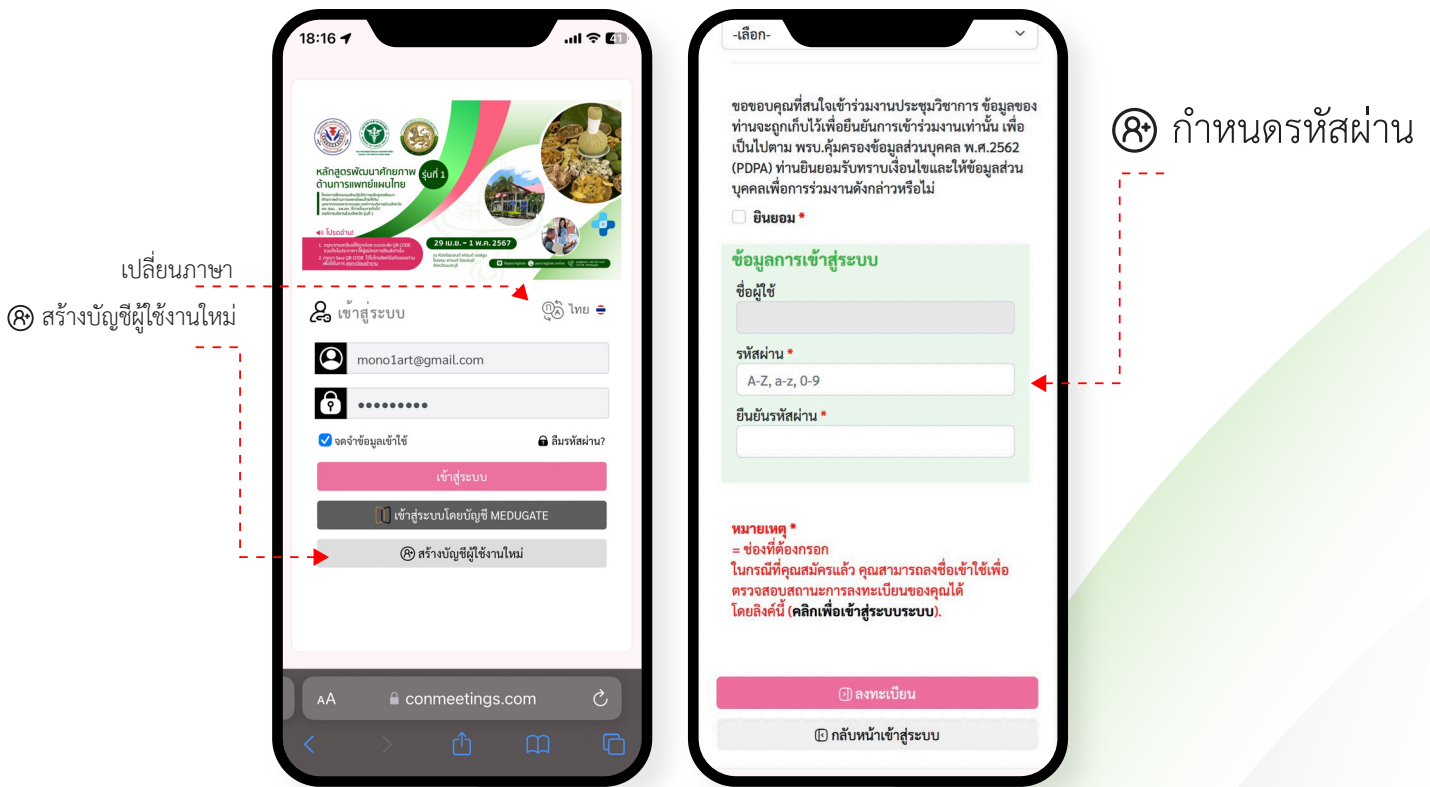 เปลี่ยนภาษา
สร้างบัญชีผู้ใช้งานใหม่
18:16
41
หลักสูตรพัฒนาศักยภาพ
ด้านการแพทย์แผนไทย
รุ่นที่ 1
โปรดอ่าน!
29 เม.ย. - 1 พ.ค. 2567
เข้าสู่ระบบ
ไทย
mono1art@gmail.com
จดจำข้อมูลเข้าใช้
ลืมรหัสผ่าน?
เข้าสู่ระบบ
เข้าสู่ระบบโดยบัญชี MEDUGATE
สร้างบัญชีผู้ใช้งานใหม่
AA
conmeetings.com
-เลือก-
ขอขอบคุณที่สนใจเข้าร่วมงานประชุมวิชาการ ข้อมูลของ
ท่านจะถูกเก็บไว้เพื่อยืนยันการเข้าร่วมงานเท่านั้น เพื่อ
เป็นไปตาม พรบ.คุ้มครองข้อมูลส่วนบุคคล พ.ศ.2562
(PDPA) ท่านยินยอมรับทราบเงื่อนไขและให้ข้อมูลส่วน
บุคคลเพื่อการร่วมงานดังกล่าวหรือไม่
ยินยอม *
ข้อมูลการเข้าสู่ระบบ
ชื่อผู้ใช้
รหัสผ่าน *
A-Z, a-z, 0-9
ยืนยันรหัสผ่าน *
หมายเหตุ *
= ช่องที่ต้องกรอก
ในกรณีที่คุณสมัครแล้ว คุณสามารถลงชื่อเข้าใช้เพื่อ
ตรวจสอบสถานะการลงทะเบียนของคุณได้
โดยลิงค์นี้ (คลิกเพื่อเข้าสู่ระบบระบบ).
ลงทะเบียน
กลับหน้าเข้าสู่ระบบ
กำหนดรหัสผ่าน